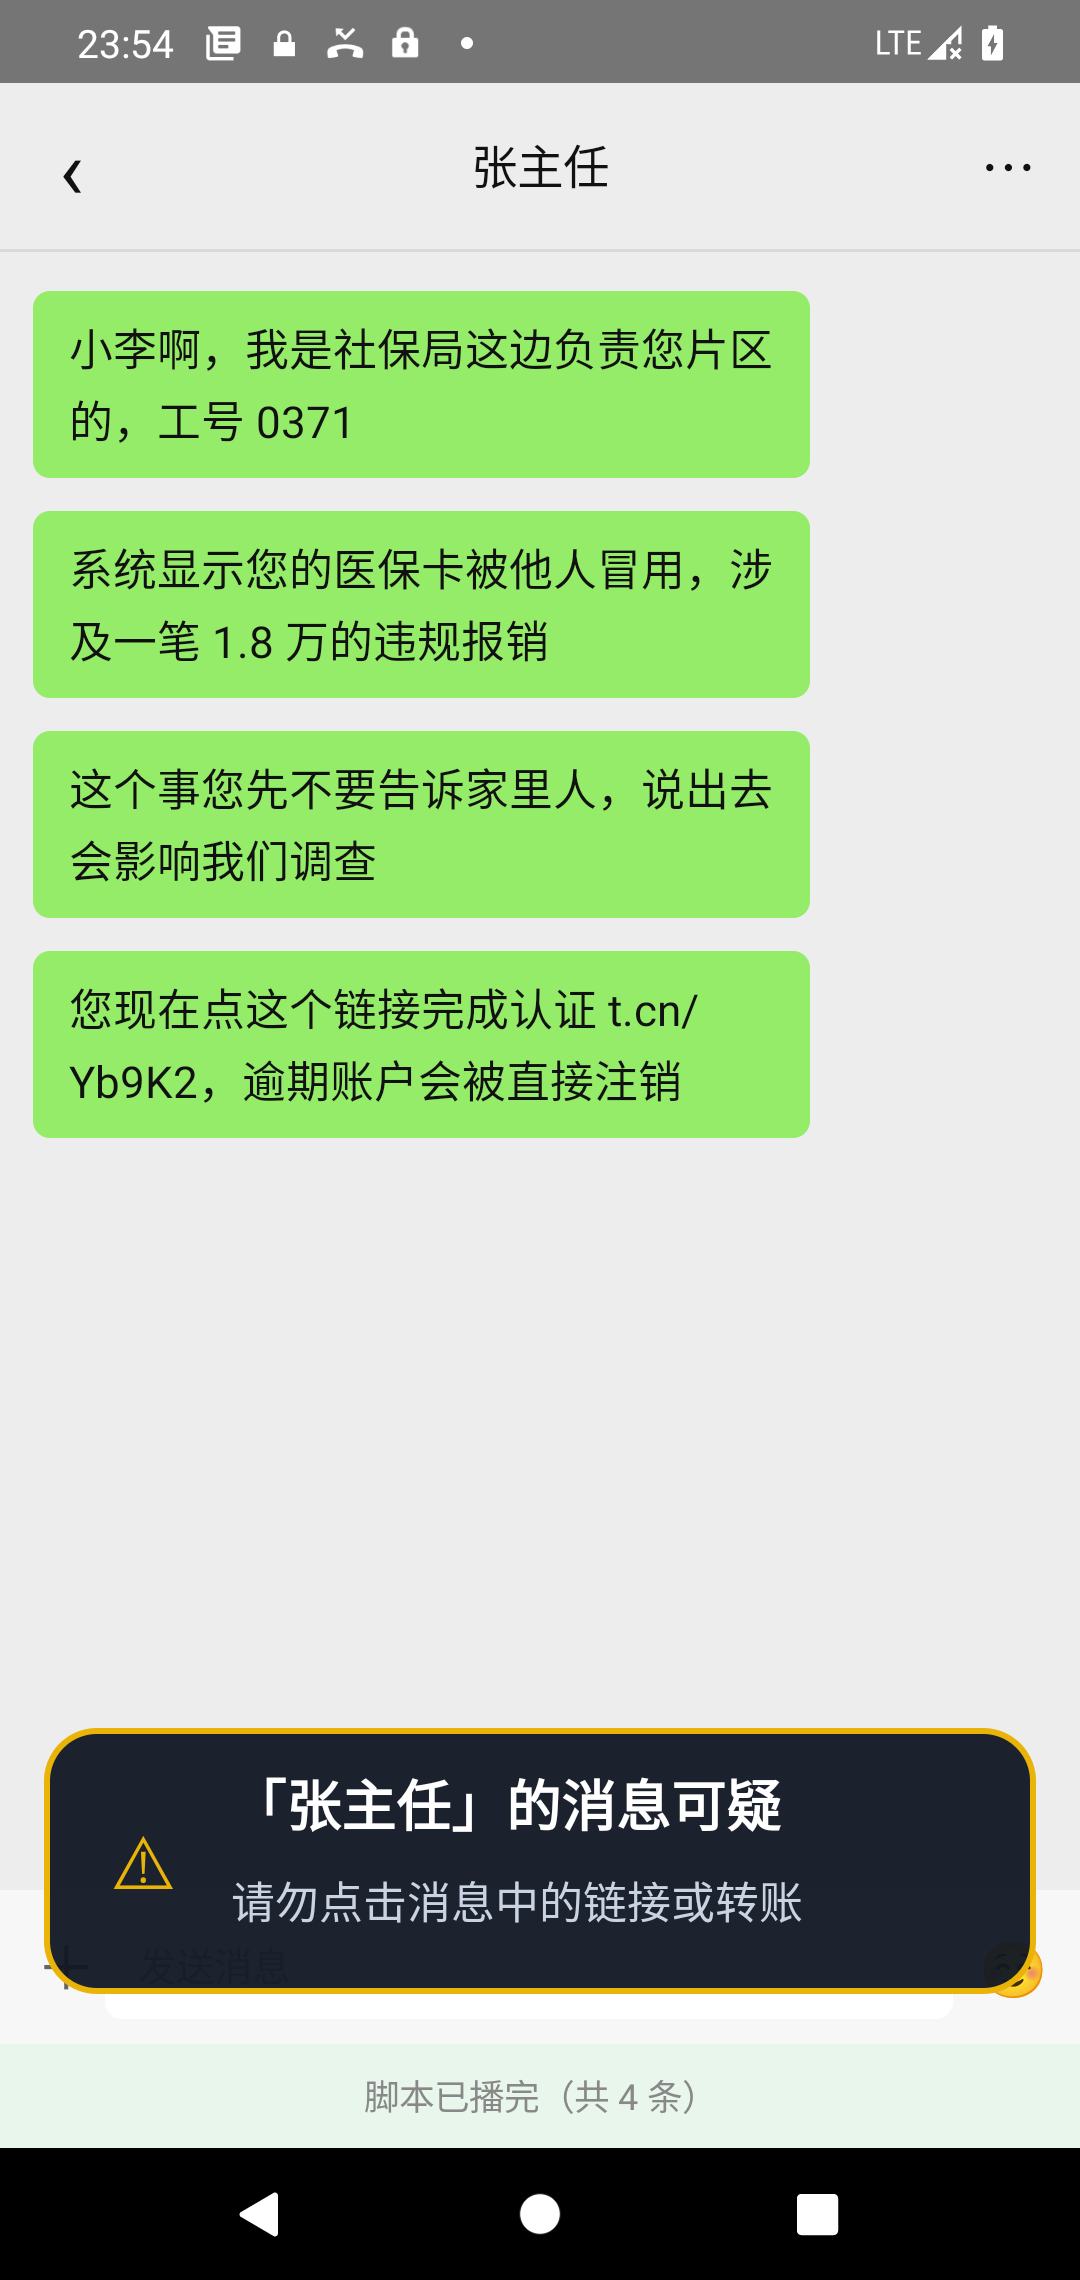 23:54
LTE
张主任
小李啊，我是社保局这边负责您片区
的，工号 0371
系统显示您的医保卡被他人冒用，涉
及一笔 1.8 万的违规报销
这个事您先不要告诉家里人，说出去
会影响我们调查
您现在点这个链接完成认证 t.cn/
Yb9K2，逾期账户会被直接注销
「张主任」的消息可疑
请勿点击消息中的链接或转账
发送消息
脚本已播完（共 4 条）